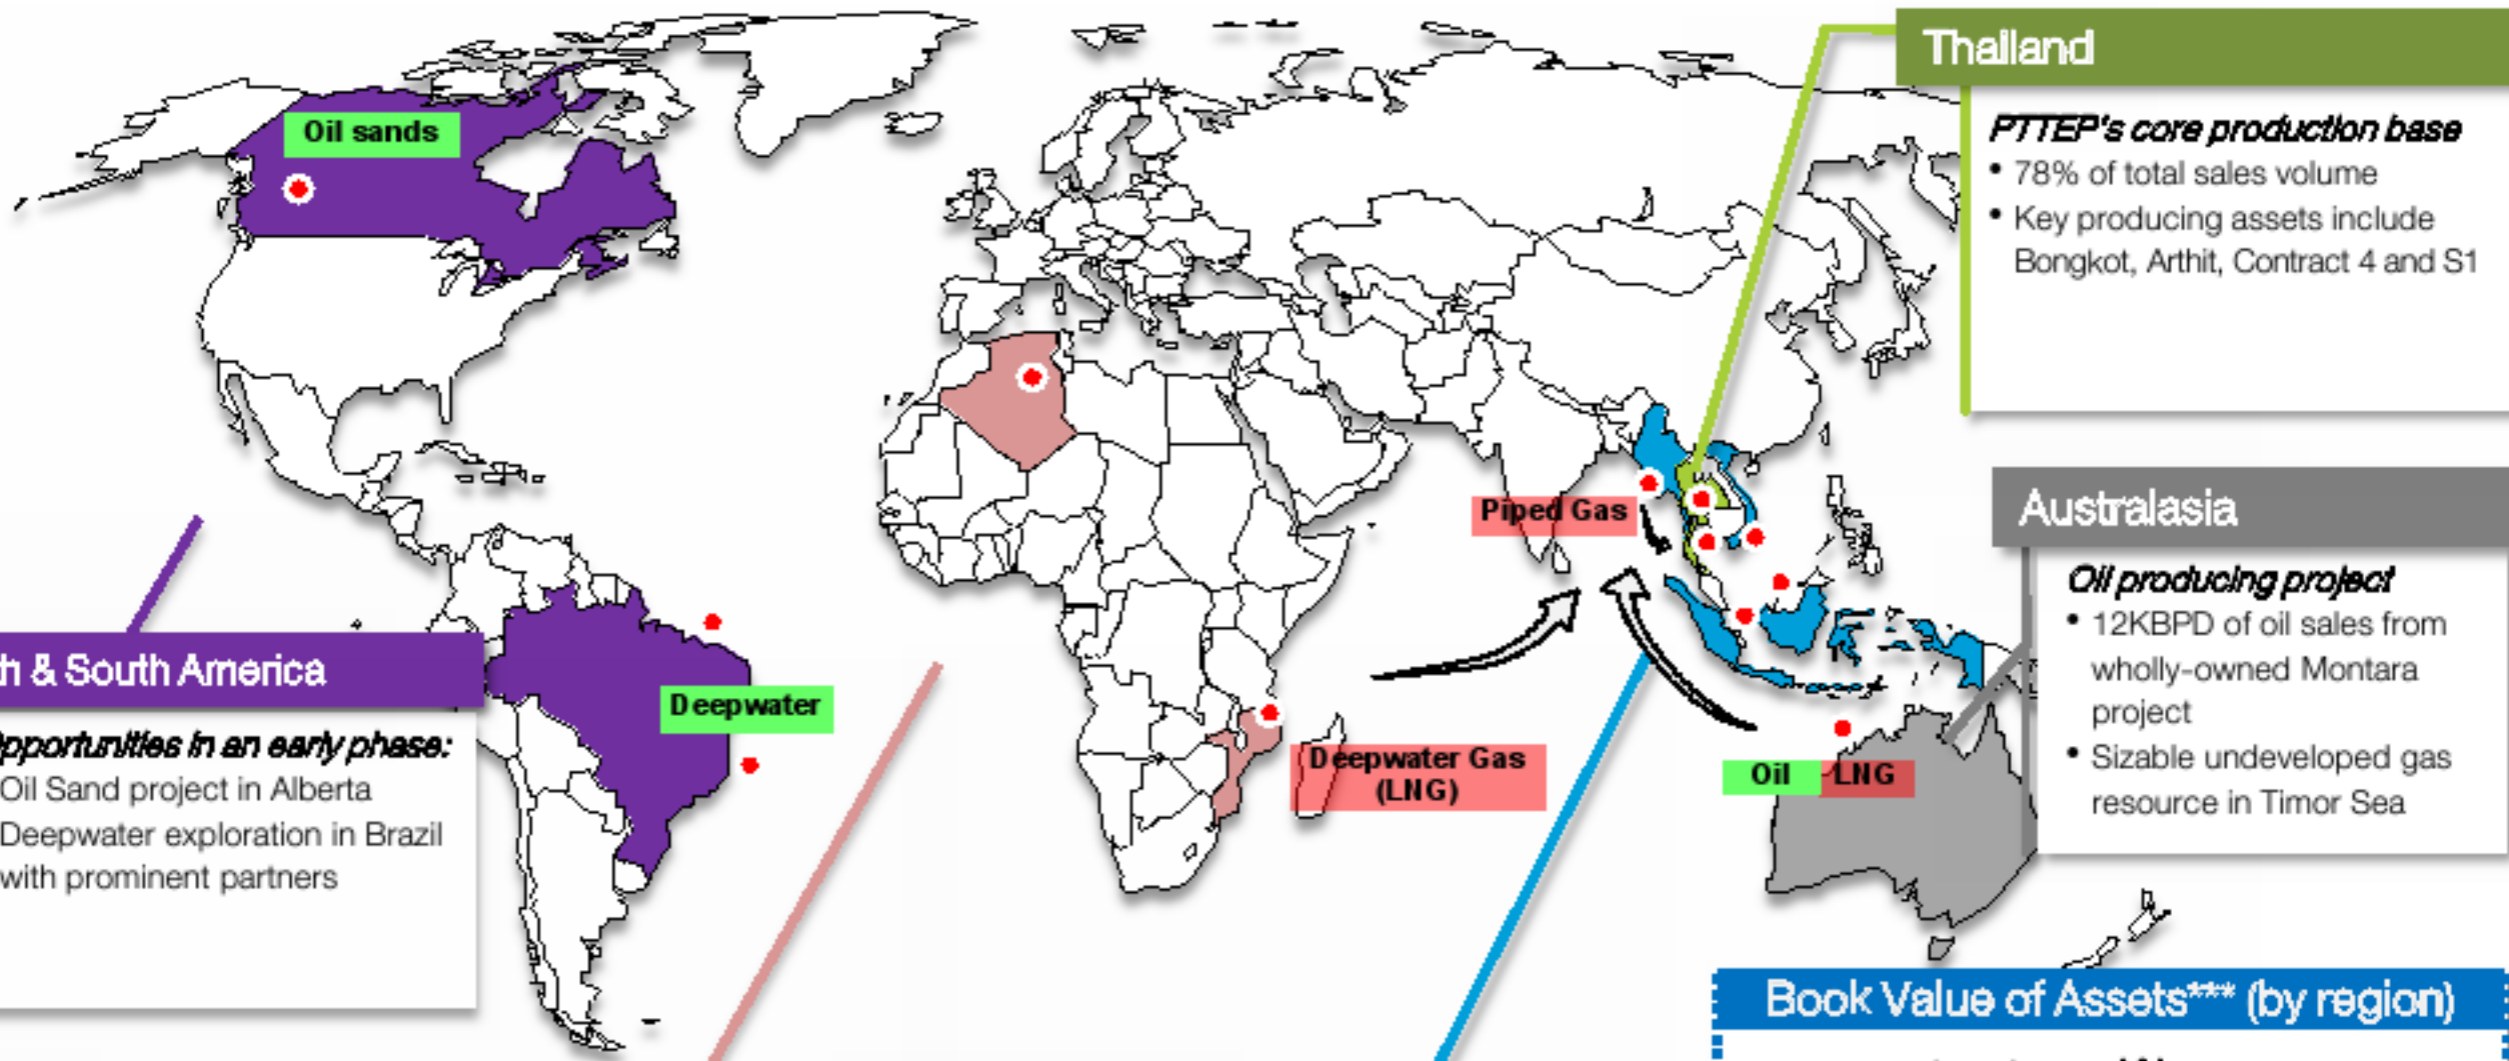 Thailand
PTTEP's core production base
• 78% of total sales volume
• Key producing assets include
Bongkot, Arthit, Contract 4 and S1
Oil sands
Piped Gas
Australasia
Oil producing project
• 12KBPD of oil sales from
wholly-owned Montara
project
• Sizable undeveloped gas
resource in Timor Sea
& South America
Deepwater
Oil Sand project in Alberta
Deepwater exploration in Brazil
with prominent partners
in an early phase:
Deepwater Gas
(LNG)
Oil LNG
Book Value of Assets*** (by region)